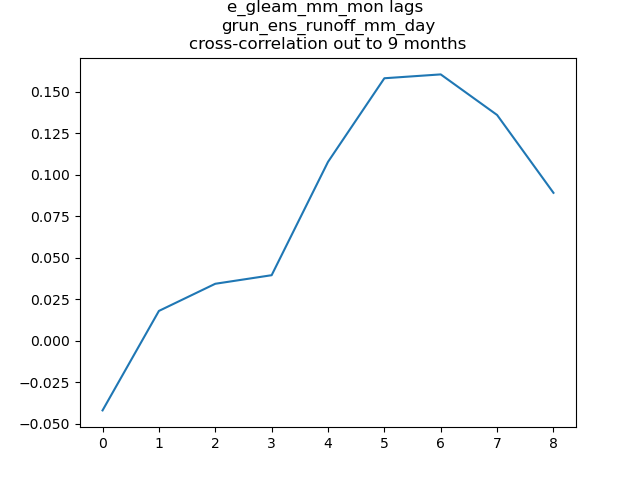 e_gleam_mm_mon lags
grun_ens_runoff_mm_day
cross-correlation out to 9 months
0.150
0.125
0.100
0.075
0.050
0.025
0.000
−0.025
−0.050
0 1 2 3 4 5 6 7 8